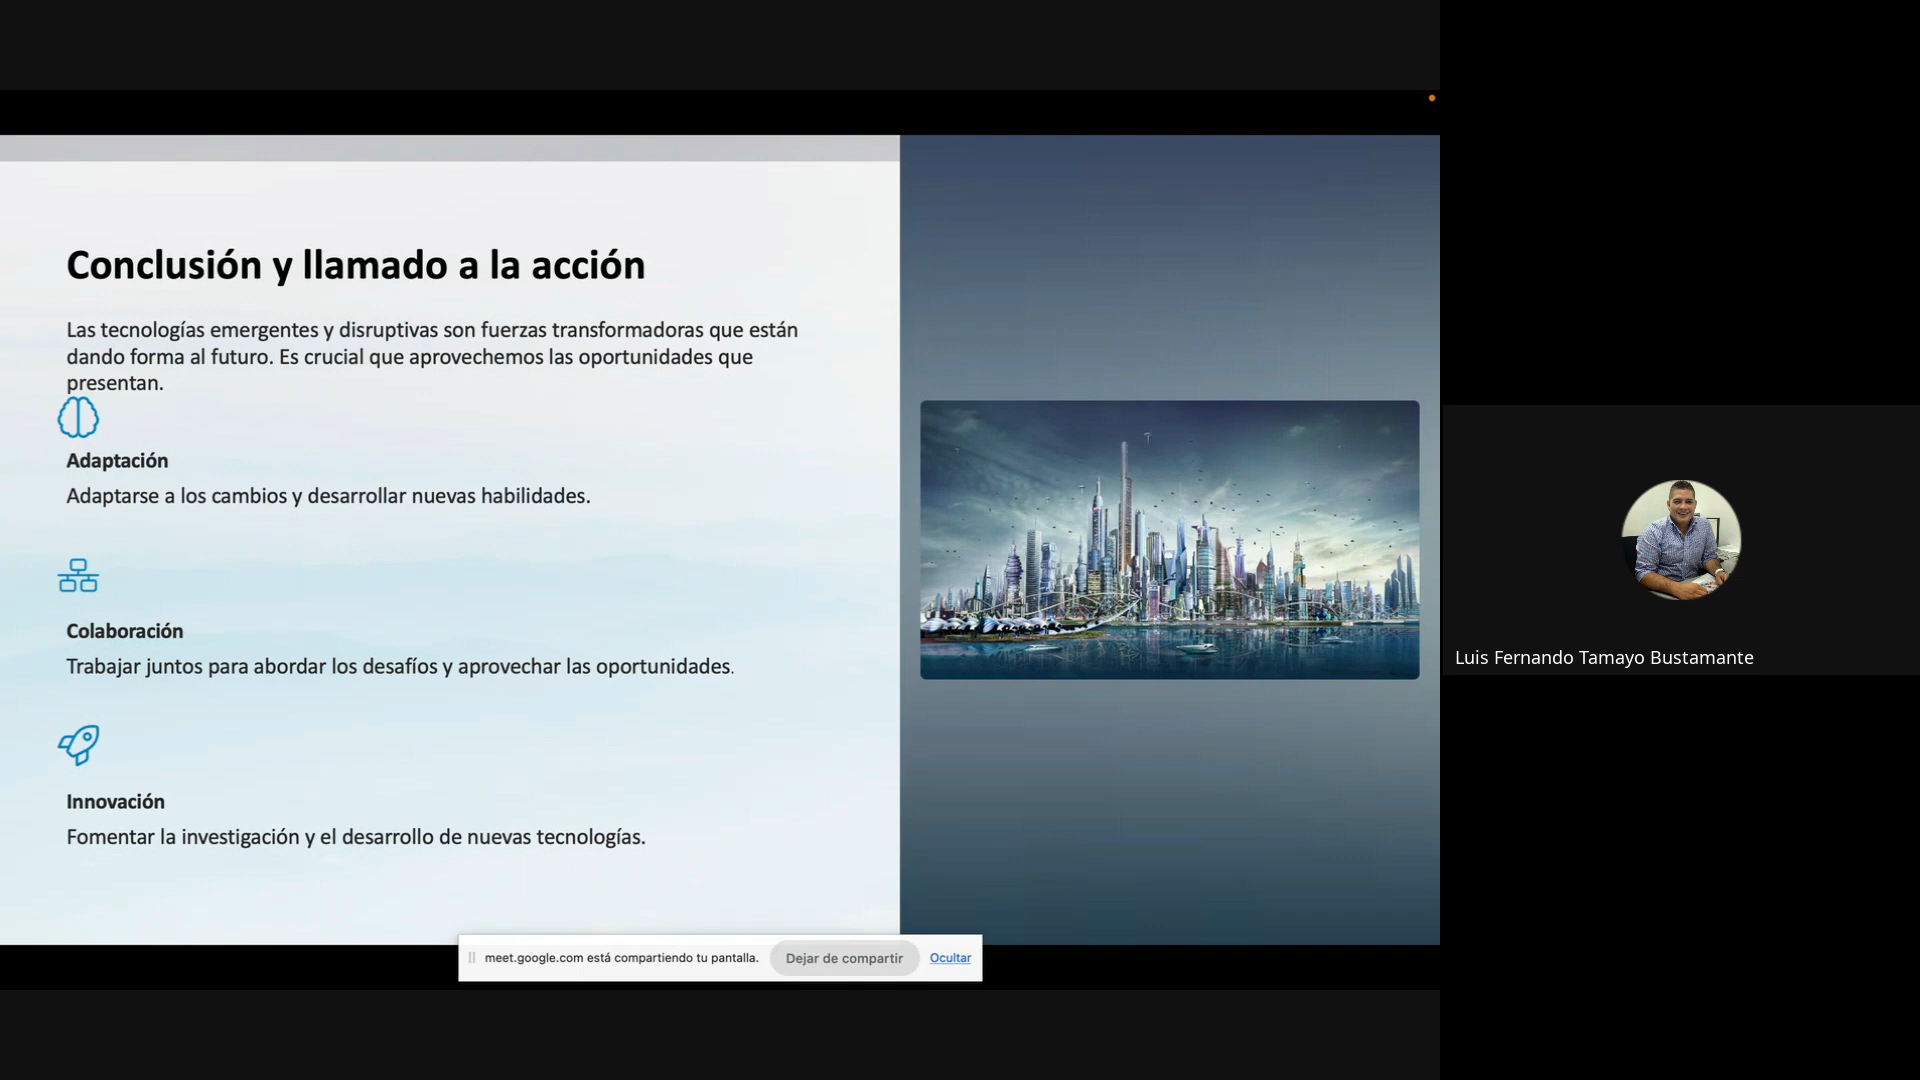 Conclusión y llamado a la acción
Las tecnologías emergentes y disruptivas son fuerzas transformadoras que están
dando forma al futuro. Es crucial que aprovechemos las oportunidades que
presentan.
Adaptación
Adaptarse a los cambios y desarrollar nuevas habilidades.
Colaboración
Trabajar juntos para abordar los desafíos y aprovechar las oportunidades.
Innovación
Fomentar la investigación y el desarrollo de nuevas tecnologías.
meet.google.com está compartiendo tu pantalla. Dejar de compartir Ocultar
Luis Fernando Tamayo Bustamante